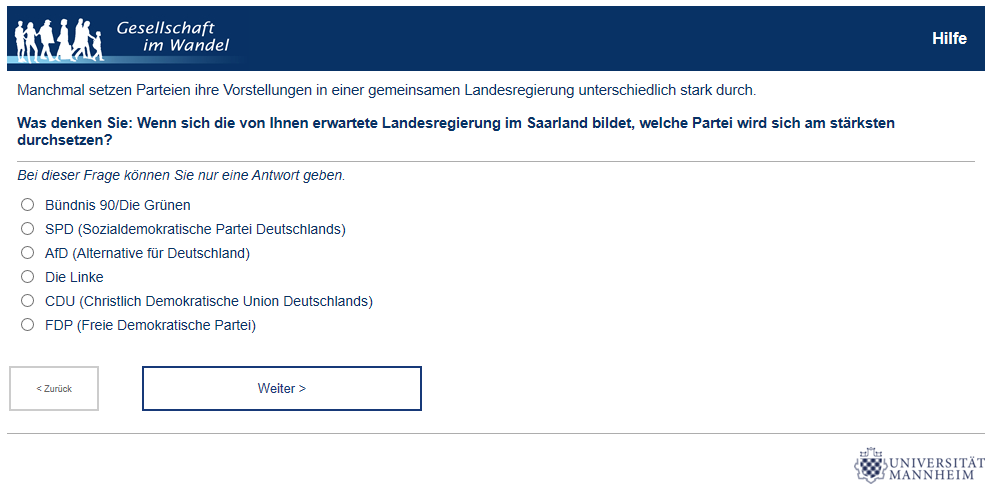 Gesellschaft
im Wandel
Hilfe
Manchmal setzen Parteien ihre Vorstellungen in einer gemeinsamen Landesregierung unterschiedlich stark durch.
Was denken Sie: Wenn sich die von Ihnen erwartete Landesregierung im Saarland bildet, welche Partei wird sich am stärksten
durchsetzen?
Bei dieser Frage können Sie nur eine Antwort geben.
Bündnis 90/Die Grünen
SPD (Sozialdemokratische Partei Deutschlands)
AfD (Alternative für Deutschland)
Die Linke
CDU (Christlich Demokratische Union Deutschlands)
FDP (Freie Demokratische Partei)
< Zurück
Weiter >
UNIVERSITÄT
MANNHEIM